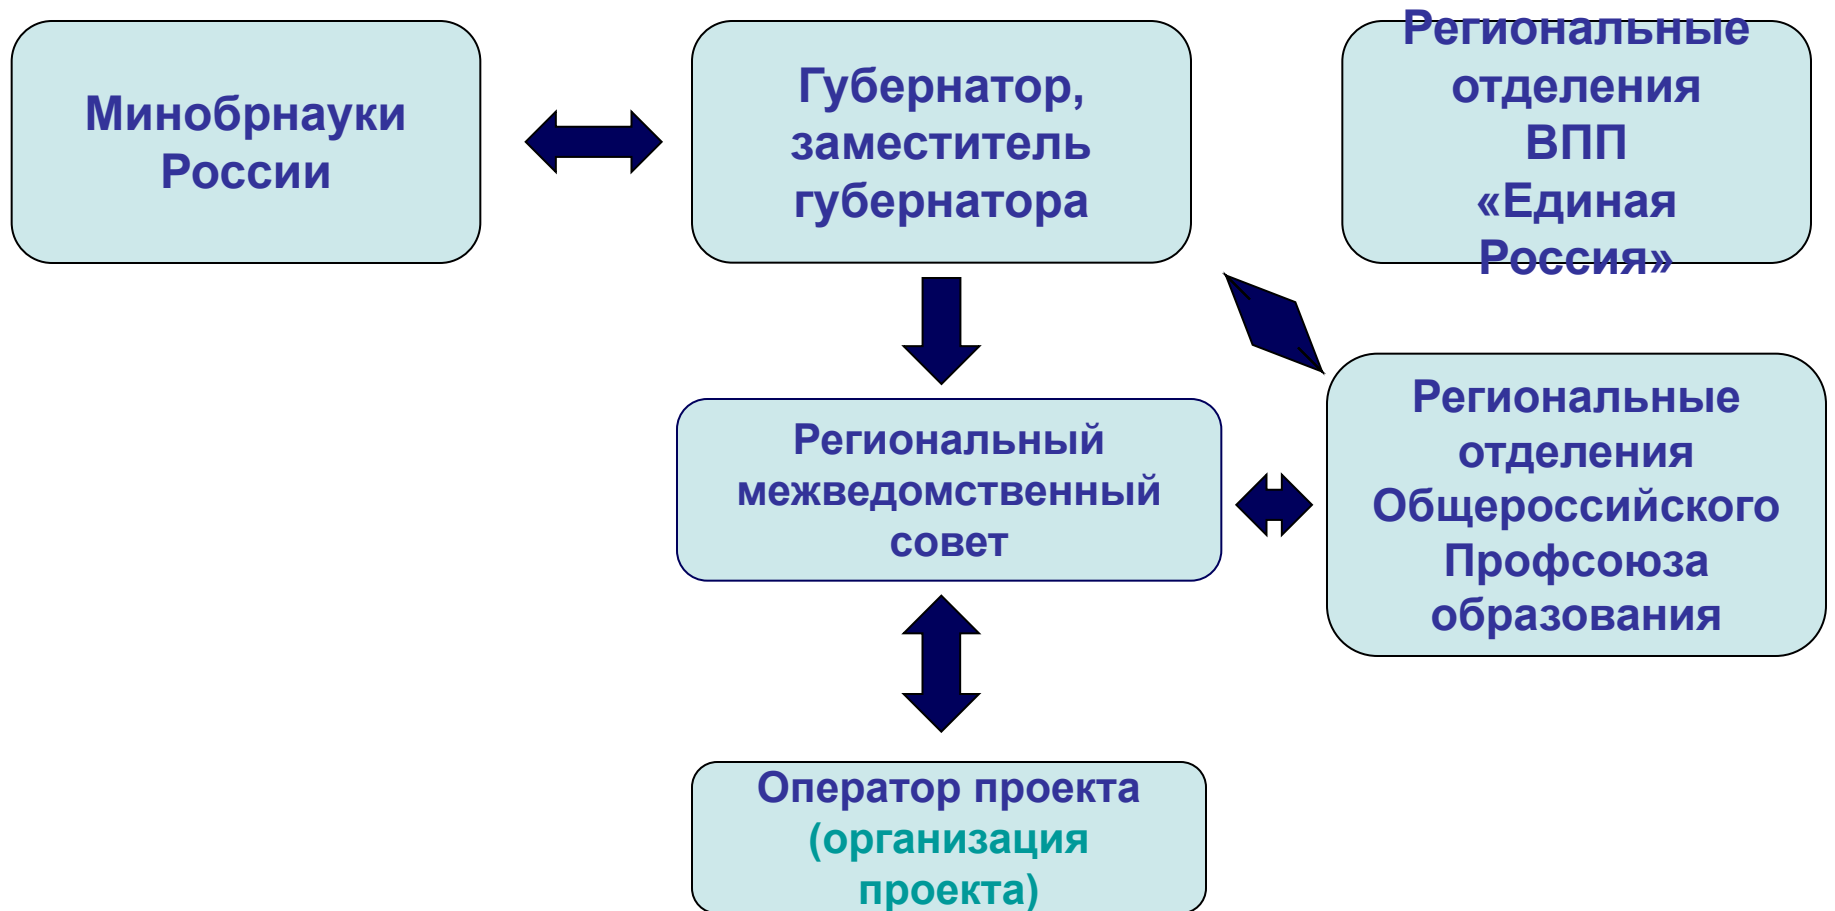 Минобрнауки
России
Губернатор,
заместитель
губернатора
Региональные
отделения
ВПП
«Единая
Россия»
Региональный
межведомственный
совет
Региональные
отделения
Общероссийского
Профсоюза
образования
Оператор проекта
(организация
проекта)